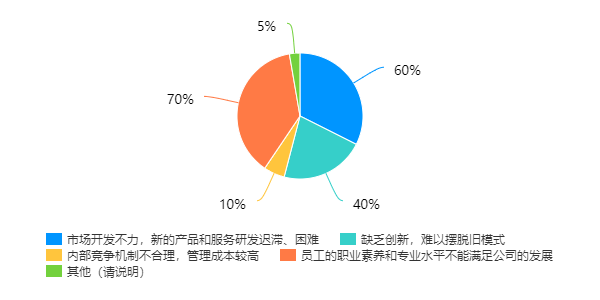 5%
60%
70%
10%
40%
市场开发不力，新的产品和服务研发迟滞、困难
缺乏创新，难以摆脱旧模式
内部竞争机制不合理，管理成本较高
员工的职业素养和专业水平不能满足公司的发展
其他（请说明）